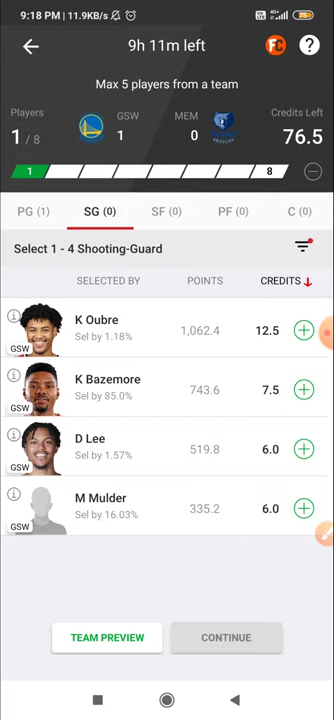 9:18 PM | 11.9KB/s
9h 11m left
FC
?
Max 5 players from a team
Players
GSW
MEM
Credits Left
1 / 8
1
0
76.5
1
8
PG (1)
SG (0)
SF (0)
PF (0)
C (0)
Select 1 - 4 Shooting-Guard
SELECTED BY
POINTS
CREDITS
K Oubre
Sel by 1.18%
1,062.4
12.5
GSW
K Bazemore
Sel by 85.0%
743.6
7.5
GSW
D Lee
Sel by 1.57%
519.8
6.0
GSW
M Mulder
Sel by 16.03%
335.2
6.0
GSW
TEAM PREVIEW
CONTINUE